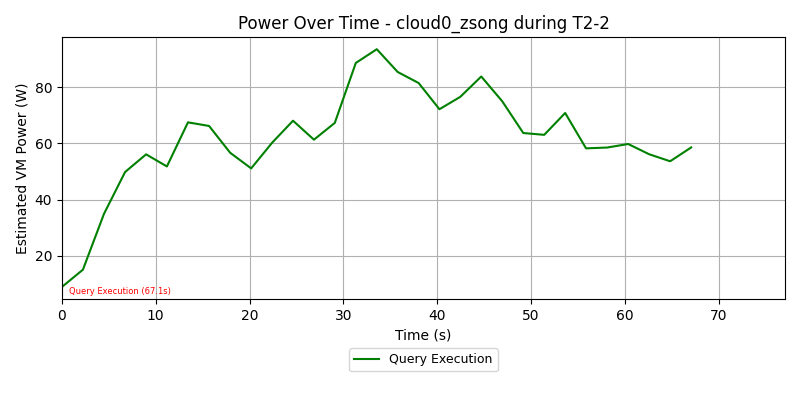 Power Over Time - cloud0_zsong during T2-2
Estimated VM Power (W)
80
60
40
20
Query Execution (67.1s)
0 10 20 30 40 50 60 70
Time (s)
Query Execution